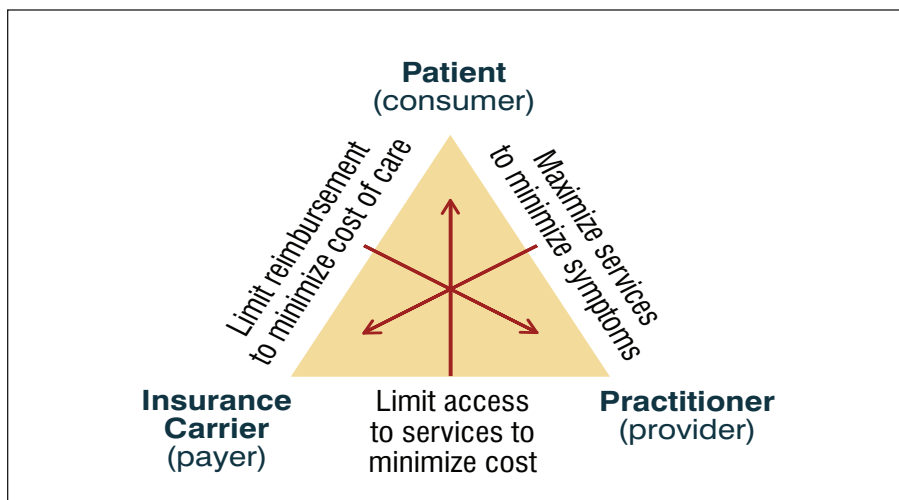 Patient
(consumer)
Limit reimbursement
to minimize cost of care
Maximize services
to minimize symptoms
Insurance
Carrier
(payer)
Limit access
to services to
minimize cost
Practitioner
(provider)